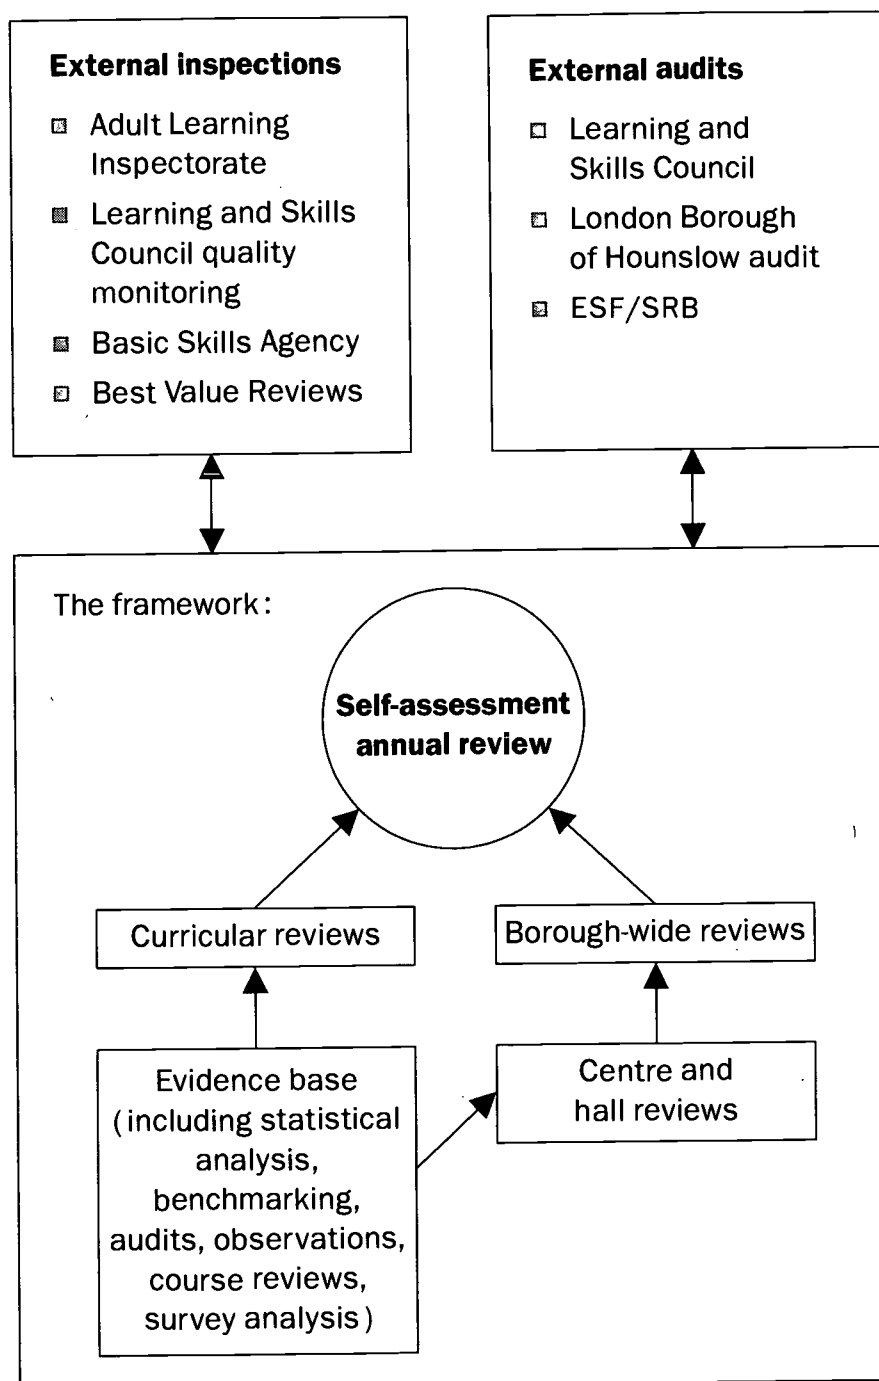 External inspections
Adult Learning
Inspectorate
Learning and Skills
Council quality
monitoring
Basic Skills Agency
Best Value Reviews
External audits
Learning and
Skills Council
London Borough
of Hounslow audit
ESF/SRB
The framework:
Self-assessment
annual review
Curricular reviews
Borough-wide reviews
Evidence base
(including statistical
analysis,
benchmarking,
audits, observations,
course reviews,
survey analysis)
Centre and
hall reviews